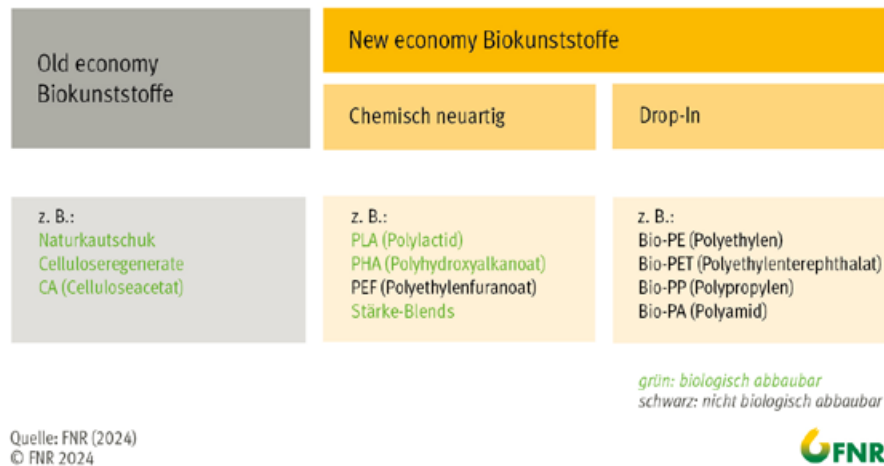 Old economy
Biokunststoffe
New economy Biokunststoffe
Chemisch neuartig
Drop-In
z. B.:
Naturkautschuk
Celluloseregenerate
CA (Celluloseacetat)
z. B.:
PLA (Polylactid)
PHA (Polyhydroxyalkanoat)
PEF (Polyethylenfuranoat)
Stärke-Blends
z. B.:
Bio-PE (Polyethylen)
Bio-PET (Polyethylenterephthalat)
Bio-PP (Polypropylen)
Bio-PA (Polyamid)
grün: biologisch abbaubar
schwarz: nicht biologisch abbaubar
Quelle: FNR (2024)
© FNR 2024
FNR